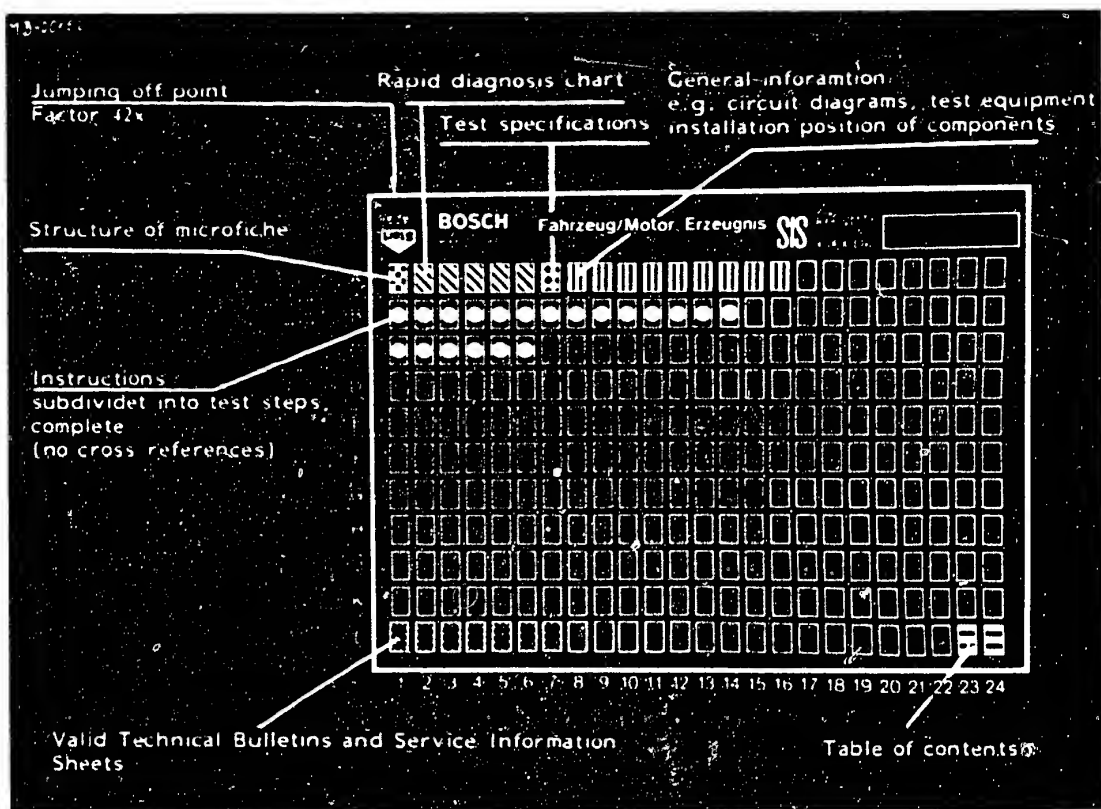 Jumping off point
Factor 42x
Rapid diagnosis chart
Test specifications
General inforamtion
e.g. circuit diagrams, test equipment
installation position of components
Structure of microfiche
BOSCH Fahrzeug/Motor Erzeugnis SIS
Instructions
subdividet into test steps
complete
(no cross references)
1 2 3 4 5 6 7 8 9 10 11 12 13 14 15 16 17 18 19 20 21 22 23 24
Valid Technical Bulletins and Service Information
Sheets
Table of contents